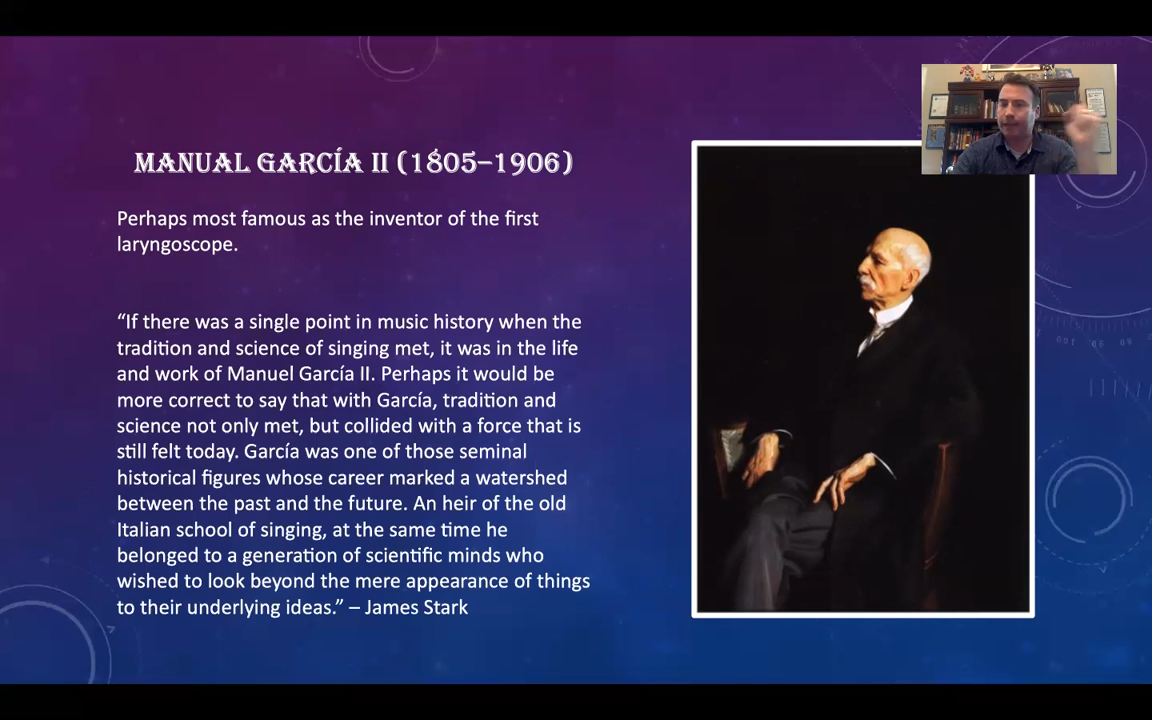 MANUAL GARCÍA II (1805–1906)
Perhaps most famous as the inventor of the first
laryngoscope.
“If there was a single point in music history when the
tradition and science of singing met, it was in the life
and work of Manuel García II. Perhaps it would be
more correct to say that with García, tradition and
science not only met, but collided with a force that is
still felt today. García was one of those seminal
historical figures whose career marked a watershed
between the past and the future. An heir of the old
Italian school of singing, at the same time he
belonged to a generation of scientific minds who
wished to look beyond the mere appearance of things
to their underlying ideas.” – James Stark